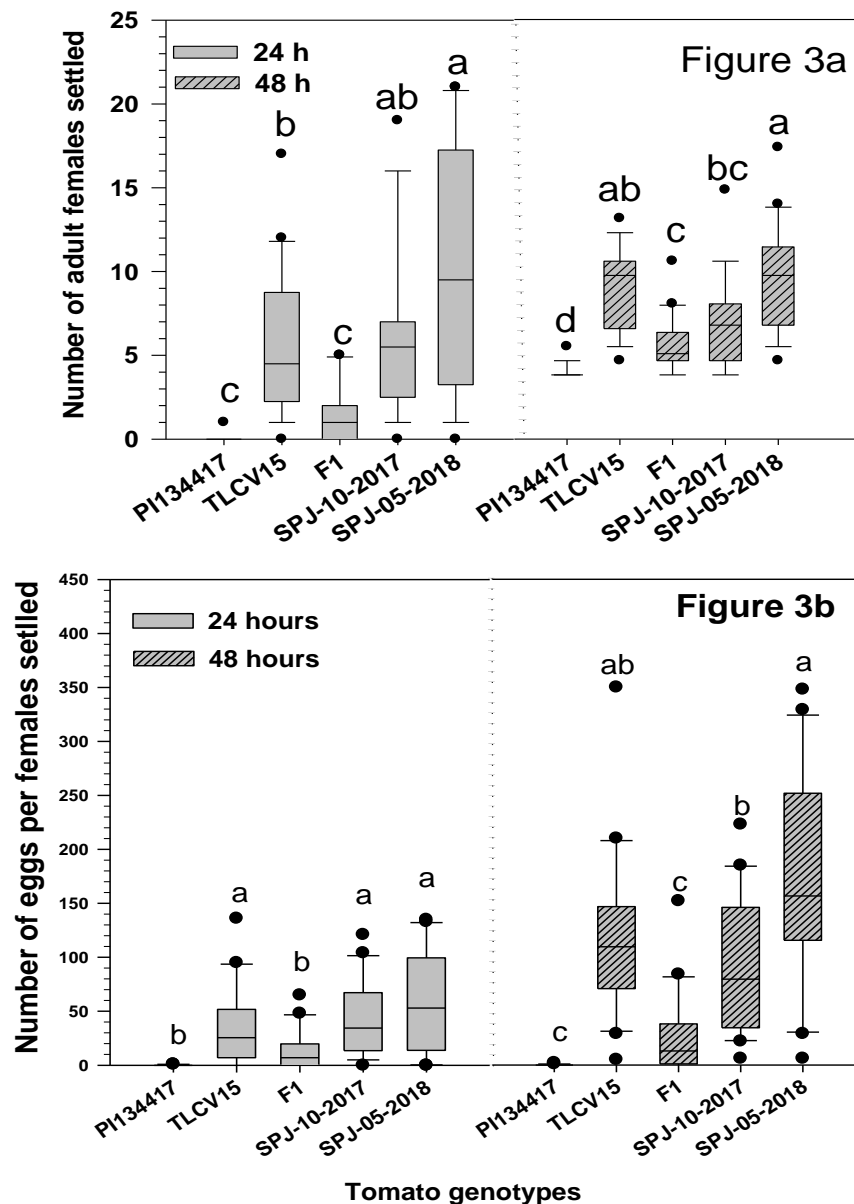 Figure 3a
24 h
48 h
Number of adult females settled
25
20
15
10
5
0
c
b
c
ab
a
d
ab
c
bc
a
PI134417
TLCV15
F1
SPJ-10-2017
SPJ-05-2018
PI134417
TLCV15
F1
SPJ-10-2017
SPJ-05-2018
Figure 3b
24 hours
48 hours
Number of eggs per females setlled
450
400
350
300
250
200
150
100
50
0
b
a
b
a
a
c
ab
c
b
a
PI134417
TLCV15
F1
SPJ-10-2017
SPJ-05-2018
PI134417
TLCV15
F1
SPJ-10-2017
SPJ-05-2018
Tomato genotypes